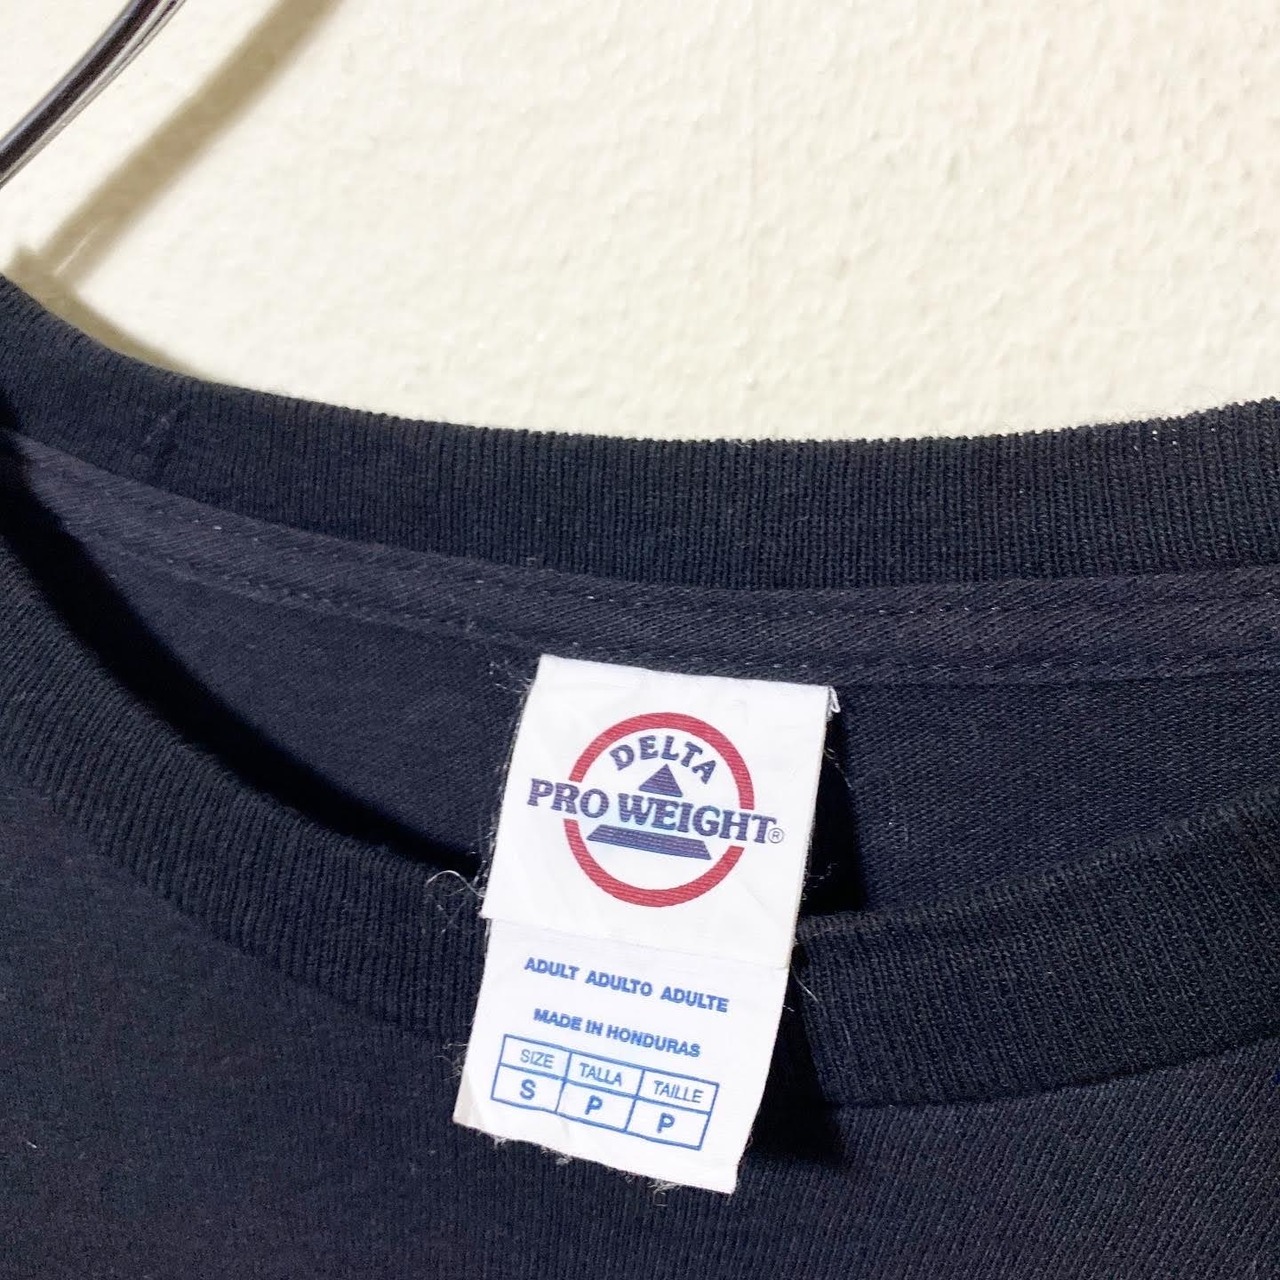 DELTA
PRO WEIGHT®
ADULT ADULTO ADULTE
MADE IN HONDURAS
SIZE TALLA TAILLE
S P P